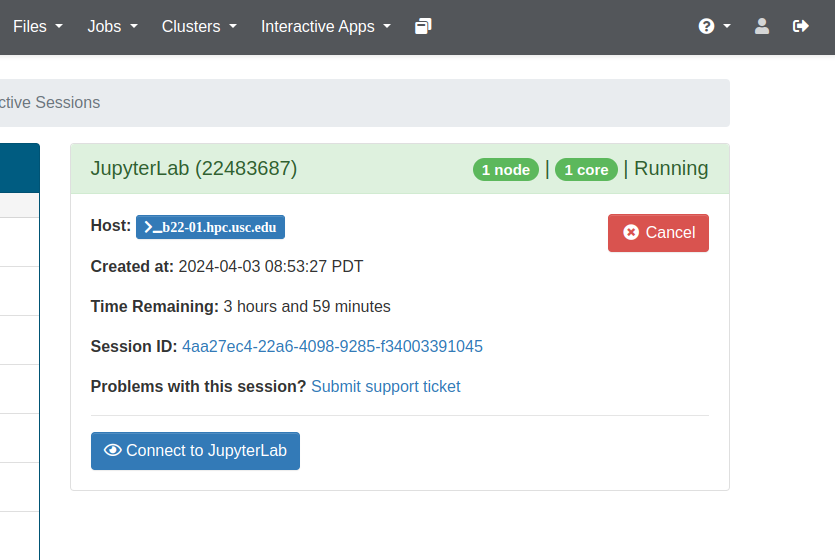 Files Jobs Clusters Interactive Apps
ctive Sessions
JupyterLab (22483687) 1 node | 1 core | Running
Host: >_b22-01.hpc.usc.edu Cancel
Created at: 2024-04-03 08:53:27 PDT
Time Remaining: 3 hours and 59 minutes
Session ID: 4aa27ec4-22a6-4098-9285-f34003391045
Problems with this session? Submit support ticket
Connect to JupyterLab